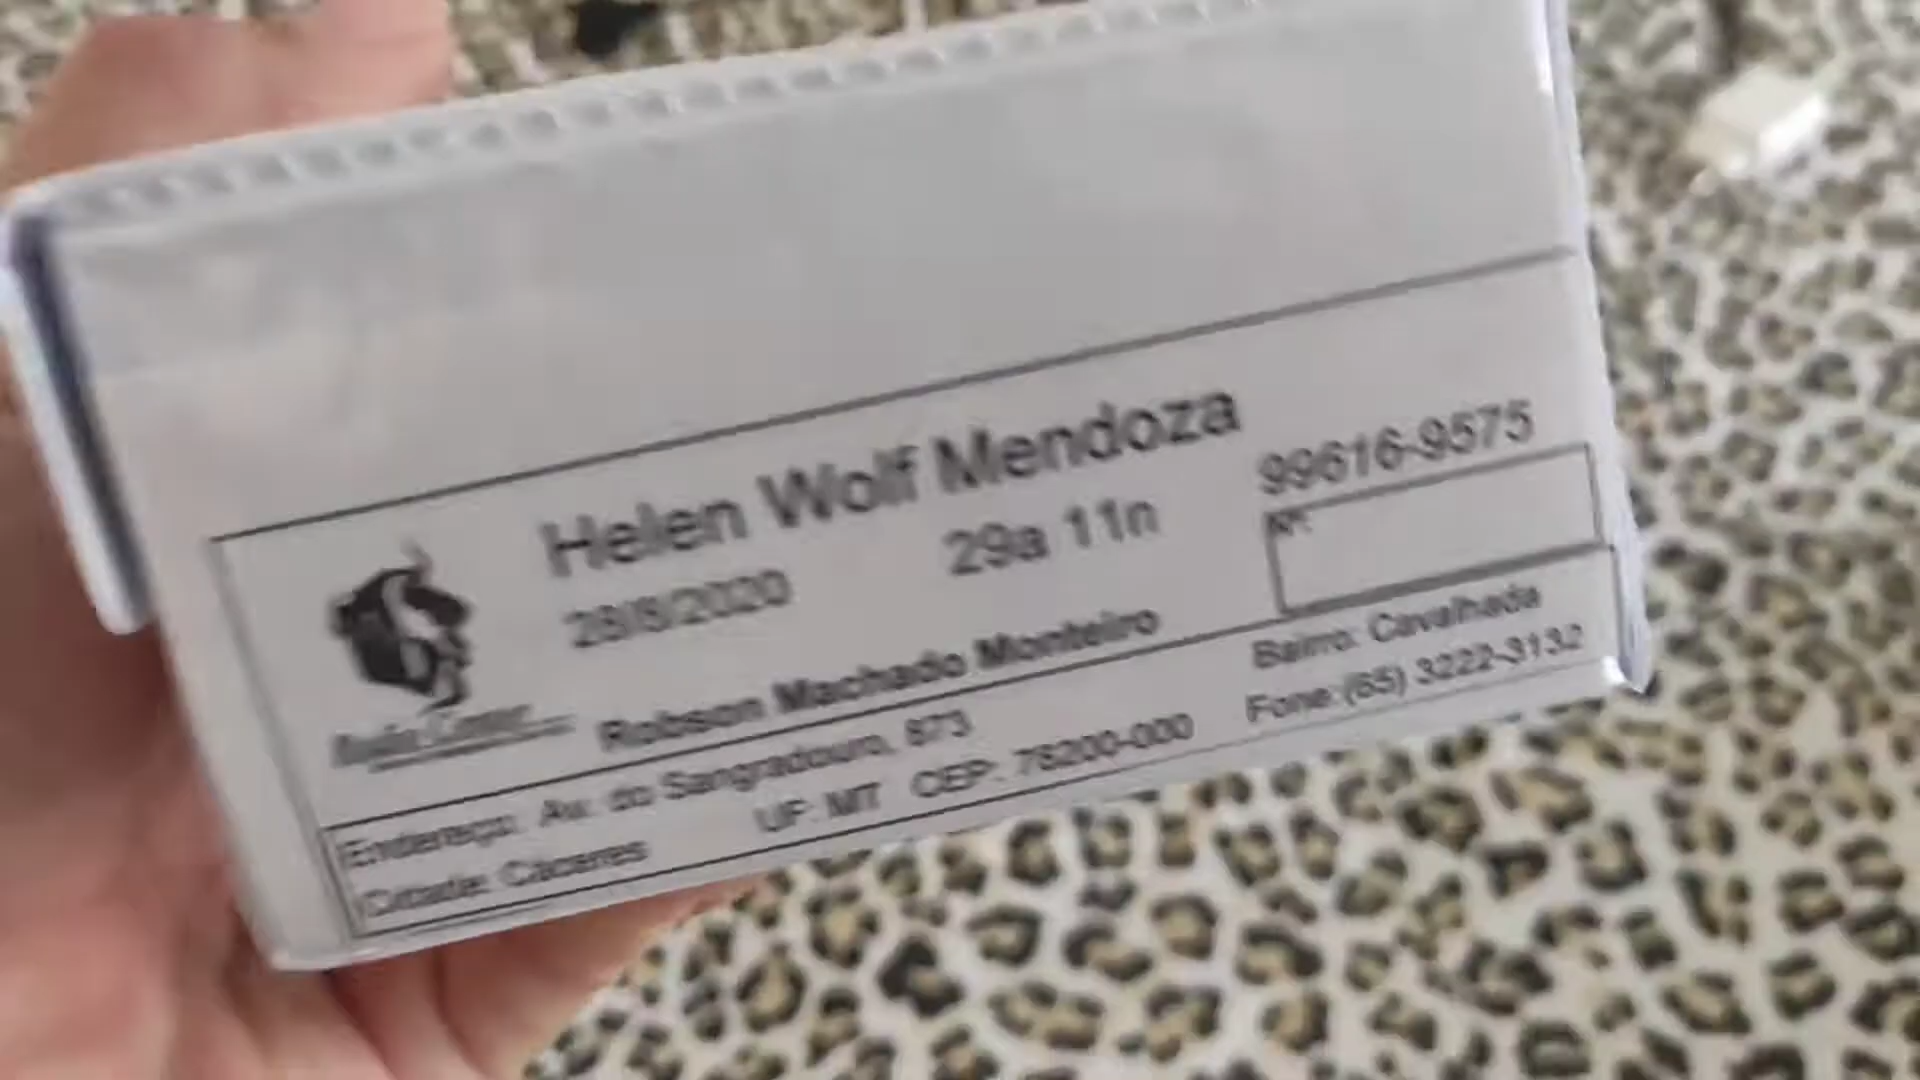 Helen Wolf Mendoza
99616-9575
28/8/2020
29a 11n
Nº:
Robson Machado Monteiro
Endereço: Av. do Sangradouro, 873
Bairro: Cavalhada
Cidade: Cáceres
UF: MT
CEP: 78200-000
Fone: (65) 3222-3132